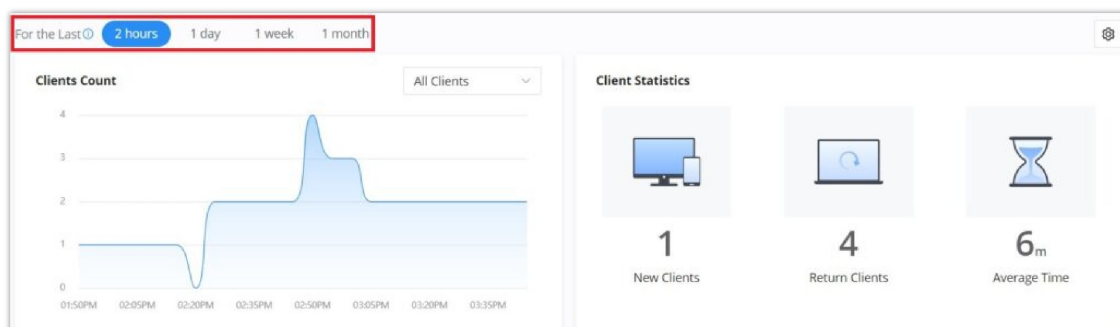 For the Last 2 hours 1 day 1 week 1 month
Clients Count All Clients
4
3
2
1
0
01:50PM 02:05PM 02:20PM 02:35PM 02:50PM 03:05PM 03:20PM 03:35PM
Client Statistics
1 4 6m
New Clients Return Clients Average Time